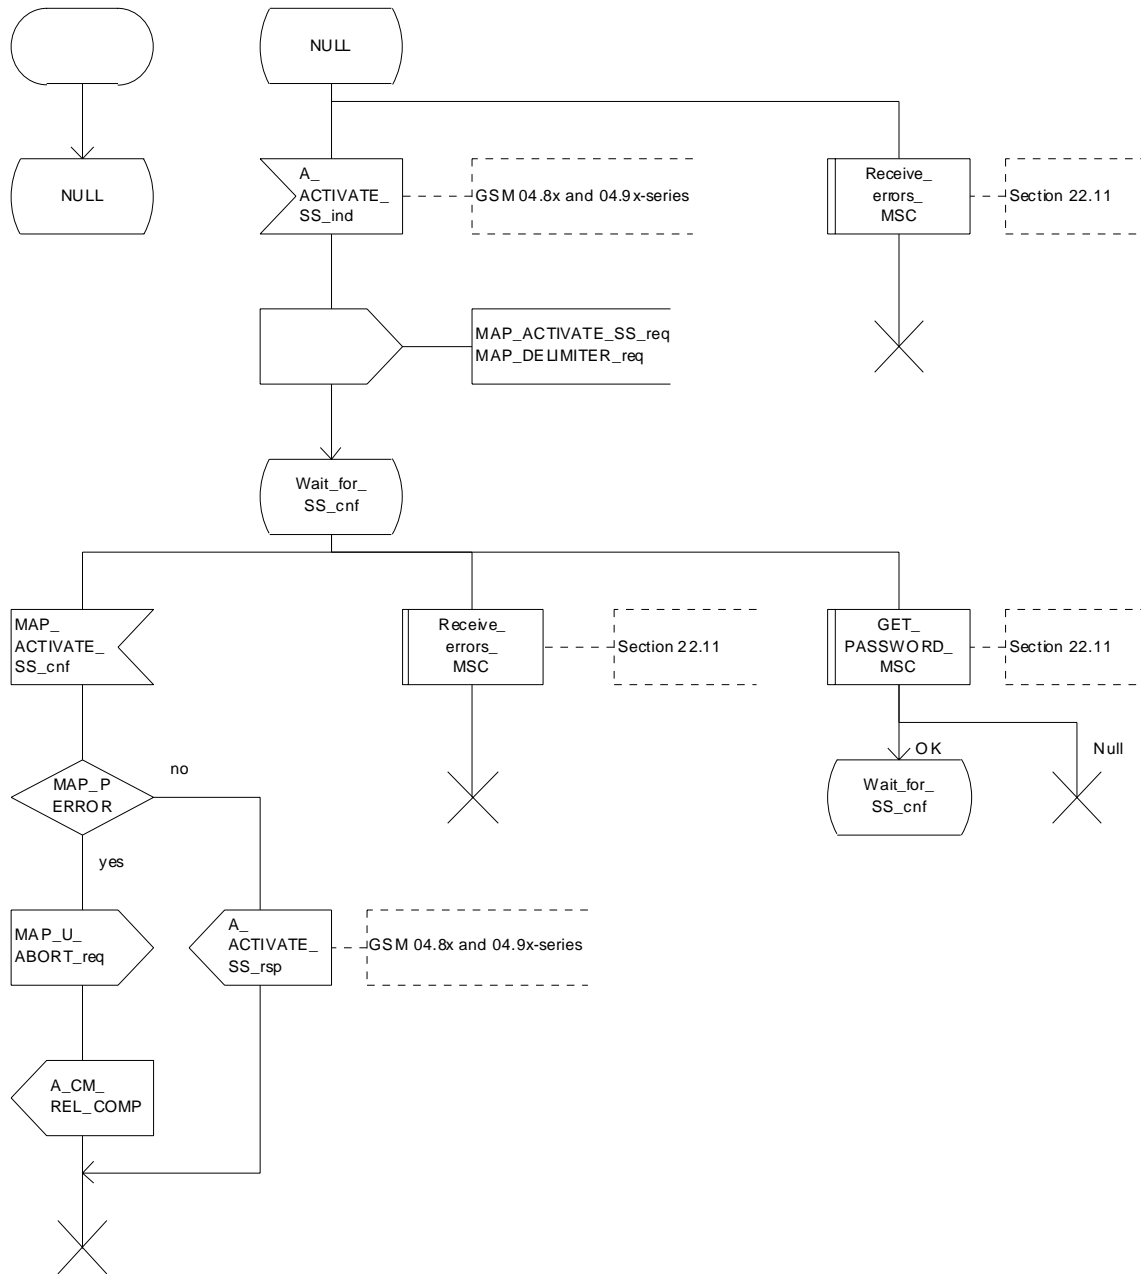 NULL
NULL
A_
ACTIVATE_
SS_ind
GSM 04.8x and 04.9x-series
Receive_
errors_
MSC
Section 22.11
MAP_ACTIVATE_SS_req
MAP_DELIMITER_req
Wait_for_
SS_cnf
MAP_
ACTIVATE_
SS_cnf
Receive_
errors_
MSC
Section 22.11
GET_
PASSWORD_
MSC
Section 22.11
OK
Null
Wait_for_
SS_cnf
MAP_P
ERROR
no
yes
MAP_U_
ABORT_req
A_
ACTIVATE_
SS_rsp
GSM 04.8x and 04.9x-series
A_CM_
REL_COMP